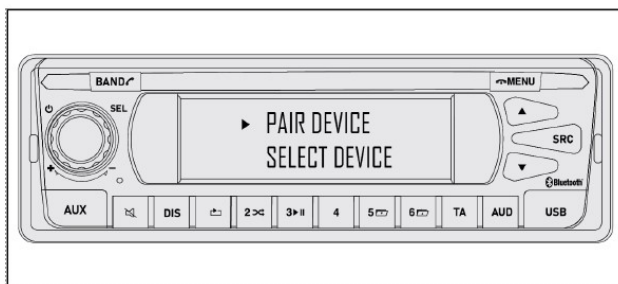 BAND
MENU
SEL
PAIR DEVICE
SELECT DEVICE
SRC
Bluetooth
AUX
DIS
2
3
4
5
6
TA
AUD
USB